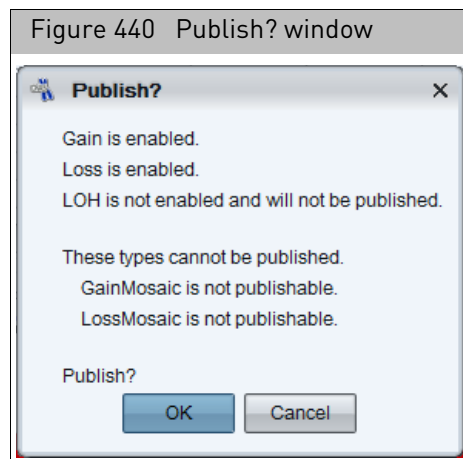 Figure 440 Publish? window
Publish?
Gain is enabled.
Loss is enabled.
LOH is not enabled and will not be published.
These types cannot be published.
GainMosaic is not publishable.
LossMosaic is not publishable.
Publish?
OK Cancel